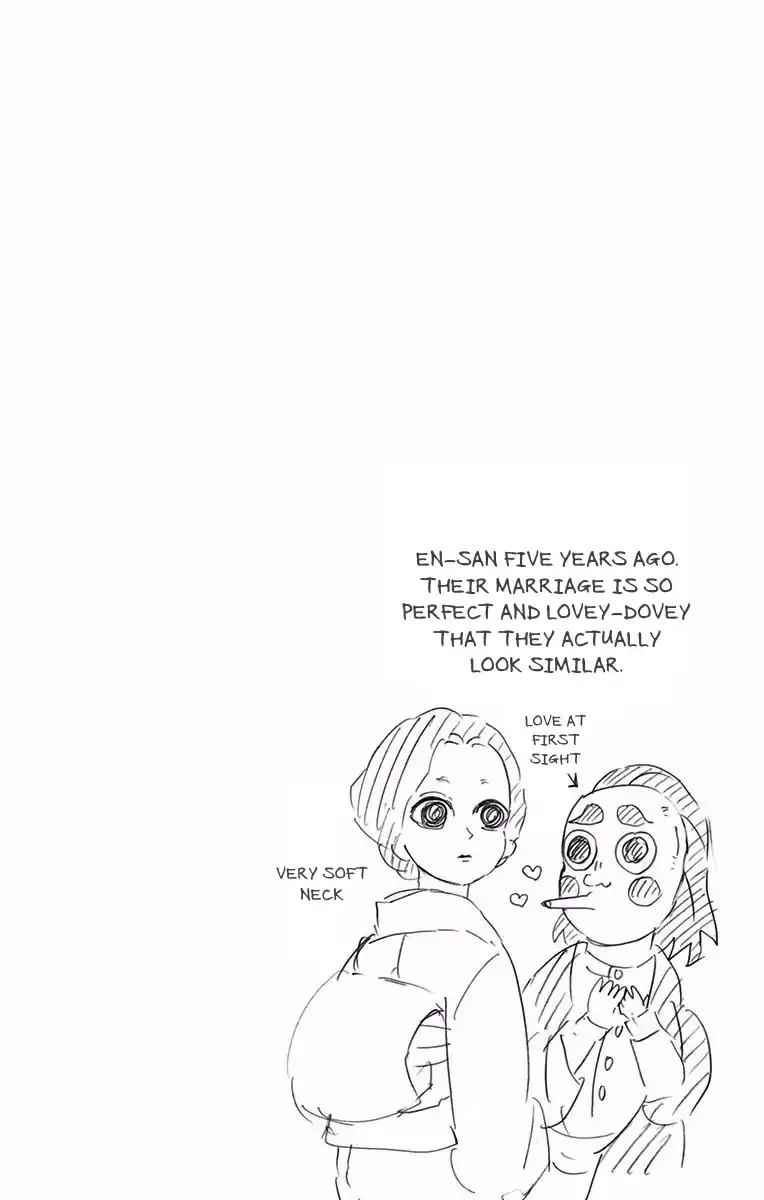 EN-SAN FIVE YEARS AGO.
THEIR MARRIAGE IS SO
PERFECT AND LOVEY-DOVEY
THAT THEY ACTUALLY
LOOK SIMILAR.
LOVE AT
FIRST
SIGHT
VERY SOFT
NECK